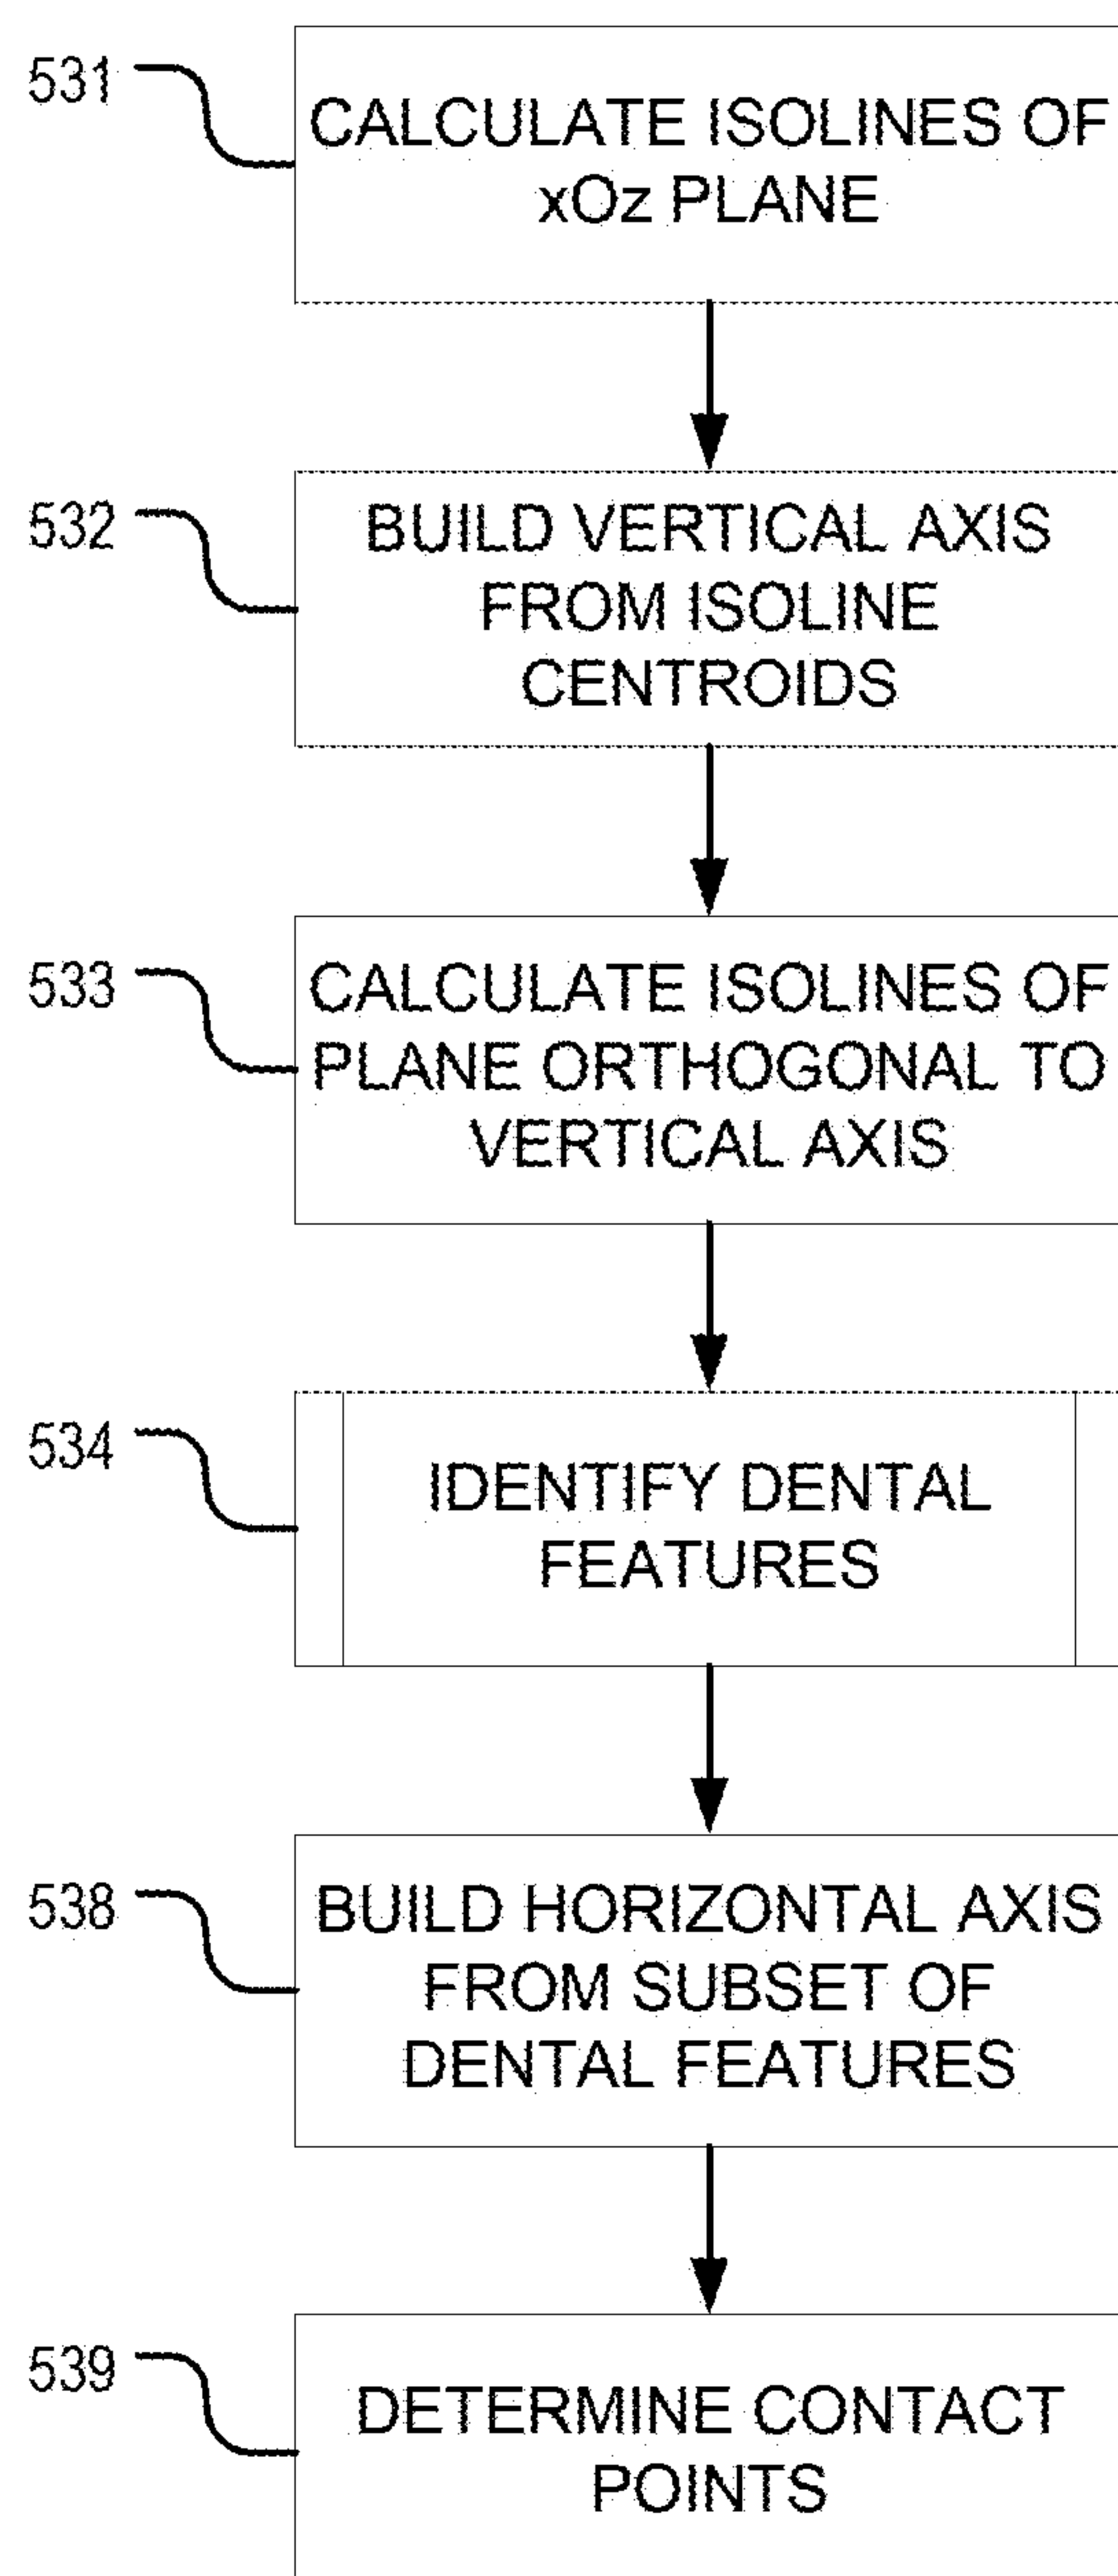 531
CALCULATE ISOLINES OF
xOz PLANE
532
BUILD VERTICAL AXIS
FROM ISOLINE
CENTROIDS
533
CALCULATE ISOLINES OF
PLANE ORTHOGONAL TO
VERTICAL AXIS
534
IDENTIFY DENTAL
FEATURES
538
BUILD HORIZONTAL AXIS
FROM SUBSET OF
DENTAL FEATURES
539
DETERMINE CONTACT
POINTS